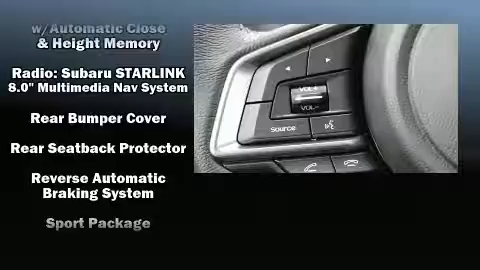 w/Automatic Close
& Height Memory
Radio: Subaru STARLINK
8.0" Multimedia Nav System
Rear Bumper Cover
Rear Seatback Protector
Reverse Automatic
Braking System
Sport Package
VOL+
VOL-
Source